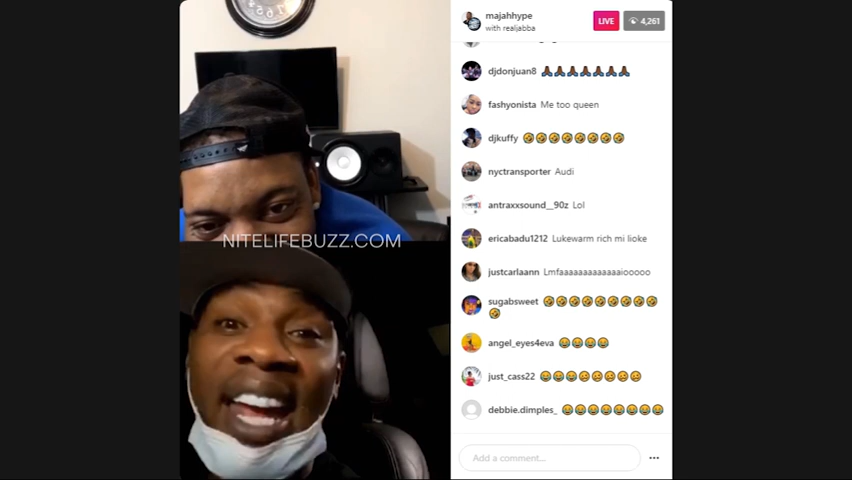 majahhype
with realjabba
LIVE
4,261
djdonjuan8
fashyonista Me too queen
djkuffy
nyctransporter Audi
antraxxsound__90z Lol
ericabadu1212 Lukewarm rich mi lioke
justcarlaann Lmfaaaaaaaaaaaaaiooooo
sugabsweet
angel_eyes4eva
just_cass22
debbie.dimples_
Add a comment...
NITELIFEBUZZ.COM